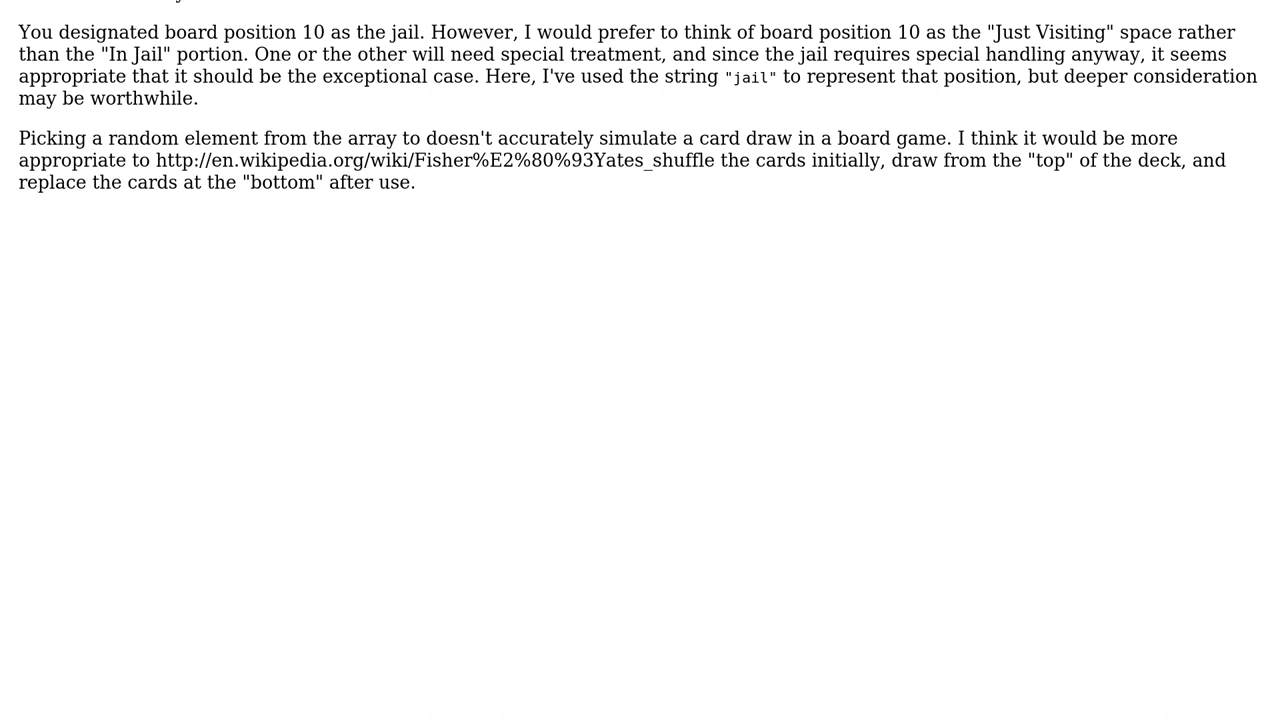 You designated board position 10 as the jail. However, I would prefer to think of board position 10 as the "Just Visiting" space rather
than the "In Jail" portion. One or the other will need special treatment, and since the jail requires special handling anyway, it seems
appropriate that it should be the exceptional case. Here, I've used the string "jail" to represent that position, but deeper consideration
may be worthwhile.
Picking a random element from the array to doesn't accurately simulate a card draw in a board game. I think it would be more
appropriate to http://en.wikipedia.org/wiki/Fisher%E2%80%93Yates_shuffle the cards initially, draw from the "top" of the deck, and
replace the cards at the "bottom" after use.